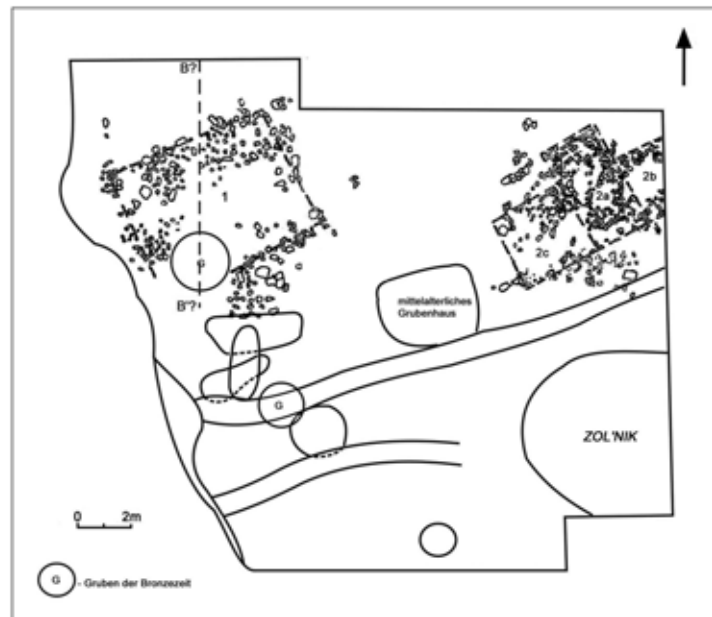 B?
1
2b
2a
2c
G
B'?
mittelalterliches
Grubenhaus
G
ZOL'NIK
0 2m
G - Gruben der Bronzezeit